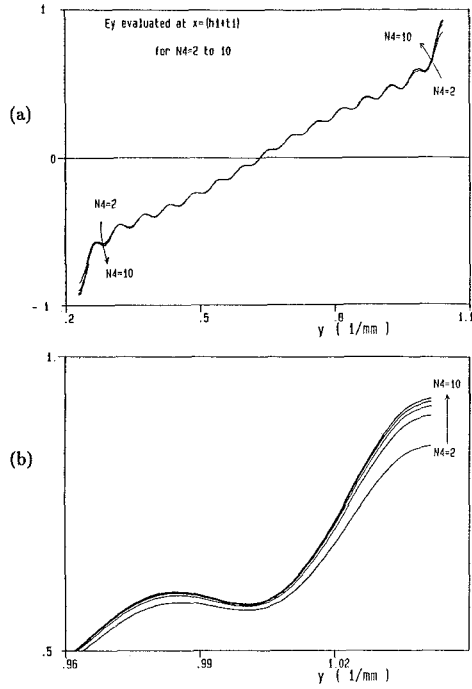 1
Ey evaluated at x=(h1+t1)
for N4=2 to 10
N4=10
N4=2
(a)
0
N4=2
N4=10
-1
.2
.5
.8
1.1
y ( 1/mm )
1.
N4=10
N4=2
(b)
.5
.96
.99
1.02
y ( 1/mm )